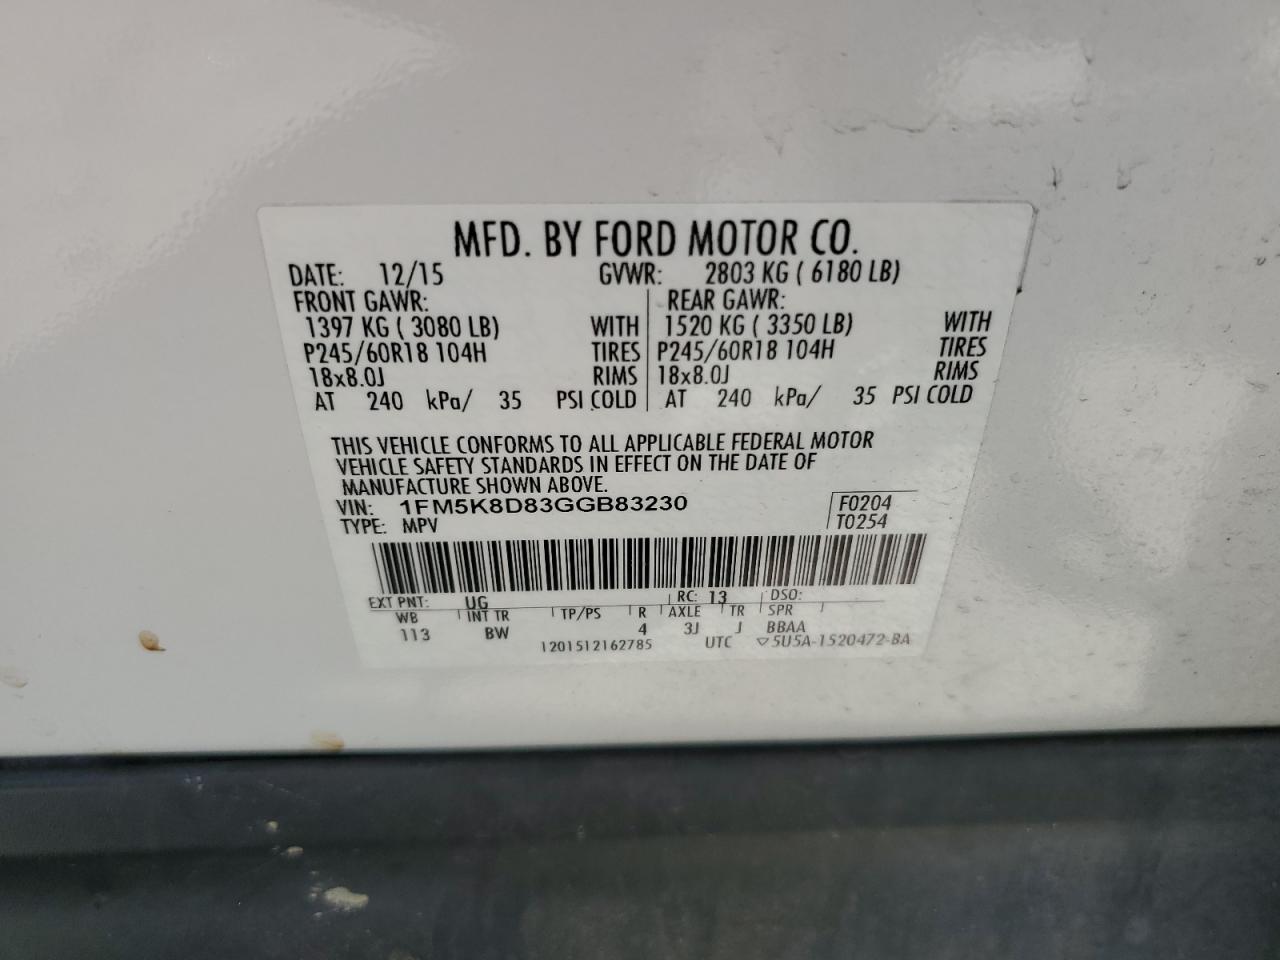 MFD. BY FORD MOTOR CO.
DATE: 12/15 GVWR: 2803 KG ( 6180 LB)
FRONT GAWR: REAR GAWR:
1397 KG ( 3080 LB) WITH 1520 KG ( 3350 LB) WITH
P245/60R18 104H TIRES P245/60R18 104H TIRES
18x8.0J RIMS 18x8.0J RIMS
AT 240 kPa/ 35 PSI COLD AT 240 kPa/ 35 PSI COLD
THIS VEHICLE CONFORMS TO ALL APPLICABLE FEDERAL MOTOR
VEHICLE SAFETY STANDARDS IN EFFECT ON THE DATE OF
MANUFACTURE SHOWN ABOVE.
VIN: 1FM5K8D83GGB83230 F0204
TYPE: MPV T0254
EXT PNT: UG RC: 13 DSO:
WB INT TR TP/PS R AXLE TR SPR
113 BW 4 3J J BBAA
1201512162785 UTC ▽5U5A-1520472-BA